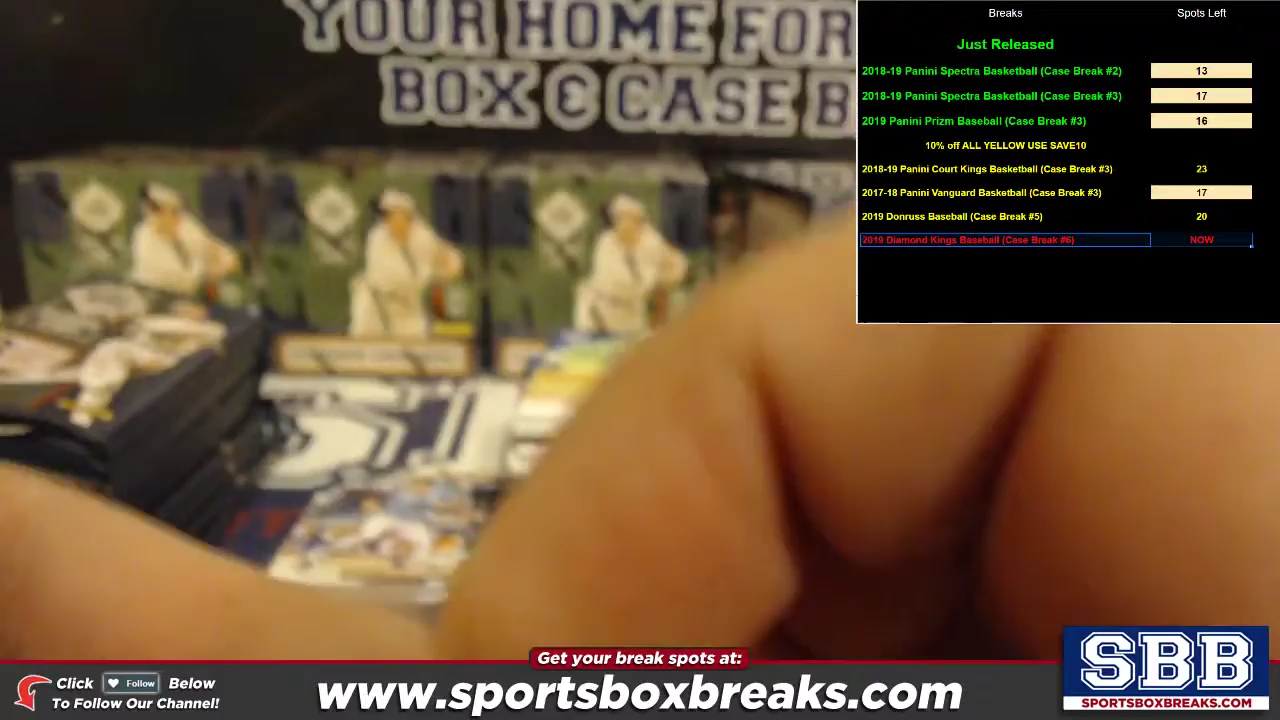 YOUR HOME FOR
BOX & CASE B
Breaks Spots Left
Just Released
2018-19 Panini Spectra Basketball (Case Break #2) 13
2018-19 Panini Spectra Basketball (Case Break #3) 17
2019 Panini Prizm Baseball (Case Break #3) 16
10% off ALL YELLOW USE SAVE10
2018-19 Panini Court Kings Basketball (Case Break #3) 23
2017-18 Panini Vanguard Basketball (Case Break #3) 17
2019 Donruss Baseball (Case Break #5) 20
2019 Diamond Kings Baseball (Case Break #6) NOW
Get your break spots at:
Click Follow Below
To Follow Our Channel!
www.sportsboxbreaks.com
SBB
SPORTSBOXBREAKS.COM